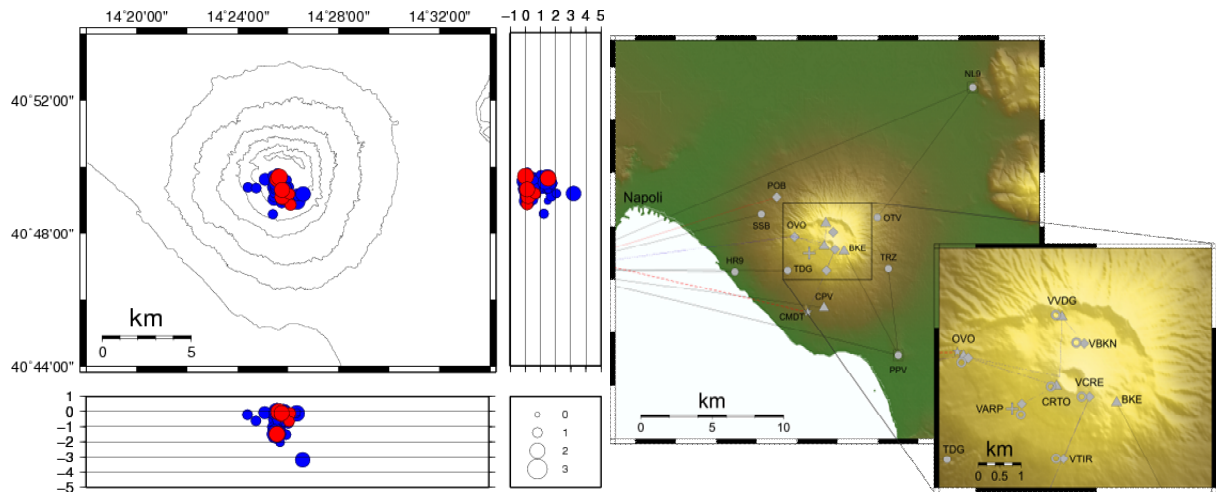 14°20'00" 14°24'00" 14°28'00" 14°32'00"
40°52'00"
40°48'00"
40°44'00"
km
0 5
−1 0 1 2 3 4 5
1
0
−1
−2
−3
−4
−5
0
1
2
3
NL9
POB
Napoli
SSB
OVO
OTV
BKE
HR9
TDG
TRZ
CPV
CMDT
PPV
km
0 5 10
VVDG
OVO
VBKN
VCRE
CRTO
BKE
VARP
km
TDG
0 0.5 1
VTIR